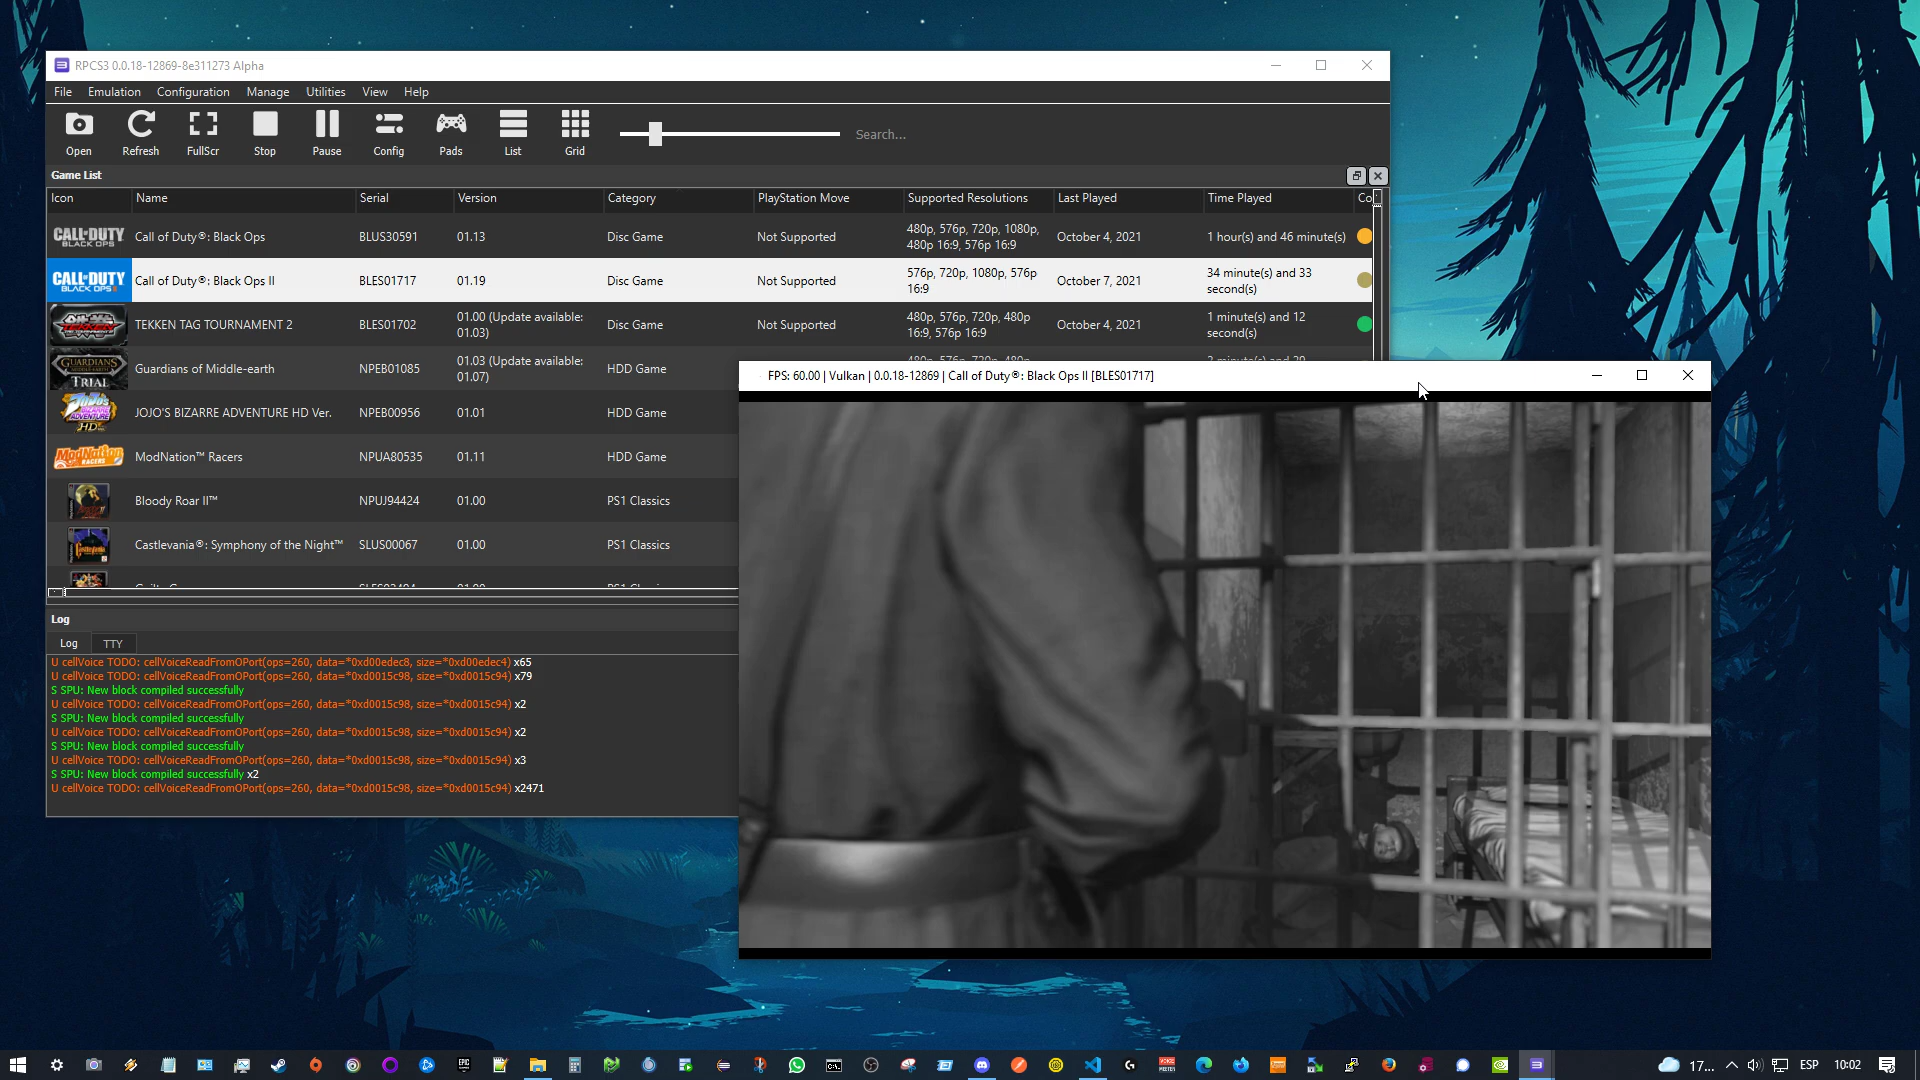 RPCS3 0.0.18-12869-8e311273 Alpha
File Emulation Configuration Manage Utilities View Help
Open Refresh FullScr Stop Pause Config Pads List Grid Search...
Game List
Icon Name Serial Version Category PlayStation Move Supported Resolutions Last Played Time Played Co
CALL OF DUTY BLACK OPS Call of Duty®: Black Ops BLUS30591 01.13 Disc Game Not Supported 480p, 576p, 720p, 1080p, 480p 16:9, 576p 16:9 October 4, 2021 1 hour(s) and 46 minute(s)
CALL OF DUTY BLACK OPS II Call of Duty®: Black Ops II BLES01717 01.19 Disc Game Not Supported 576p, 720p, 1080p, 576p 16:9 October 7, 2021 34 minute(s) and 33 second(s)
TEKKEN TEKKEN TAG TOURNAMENT 2 BLES01702 01.00 (Update available: 01.03) Disc Game Not Supported 480p, 576p, 720p, 480p 16:9, 576p 16:9 October 4, 2021 1 minute(s) and 12 second(s)
GUARDIANS TRIAL Guardians of Middle-earth NPEB01085 01.03 (Update available: 01.07) HDD Game
JOJO'S BIZARRE ADVENTURE HD JOJO'S BIZARRE ADVENTURE HD Ver. NPEB00956 01.01 HDD Game
ModNation RACERS ModNation™ Racers NPUA80535 01.11 HDD Game
Bloody Roar II™ NPUJ94424 01.00 PS1 Classics
Castlevania Castlevania®: Symphony of the Night™ SLUS00067 01.00 PS1 Classics
FPS: 60.00 | Vulkan | 0.0.18-12869 | Call of Duty®: Black Ops II [BLES01717]
Log
Log TTY
U cellVoice TODO: cellVoiceReadFromOPort(ops=260, data=*0xd00edec8, size=*0xd00edec4) x65
U cellVoice TODO: cellVoiceReadFromOPort(ops=260, data=*0xd0015c98, size=*0xd0015c94) x79
S SPU: New block compiled successfully
U cellVoice TODO: cellVoiceReadFromOPort(ops=260, data=*0xd0015c98, size=*0xd0015c94) x2
S SPU: New block compiled successfully
U cellVoice TODO: cellVoiceReadFromOPort(ops=260, data=*0xd0015c98, size=*0xd0015c94) x2
S SPU: New block compiled successfully
U cellVoice TODO: cellVoiceReadFromOPort(ops=260, data=*0xd0015c98, size=*0xd0015c94) x3
S SPU: New block compiled successfully x2
U cellVoice TODO: cellVoiceReadFromOPort(ops=260, data=*0xd0015c98, size=*0xd0015c94) x2471
17... ESP 10:02